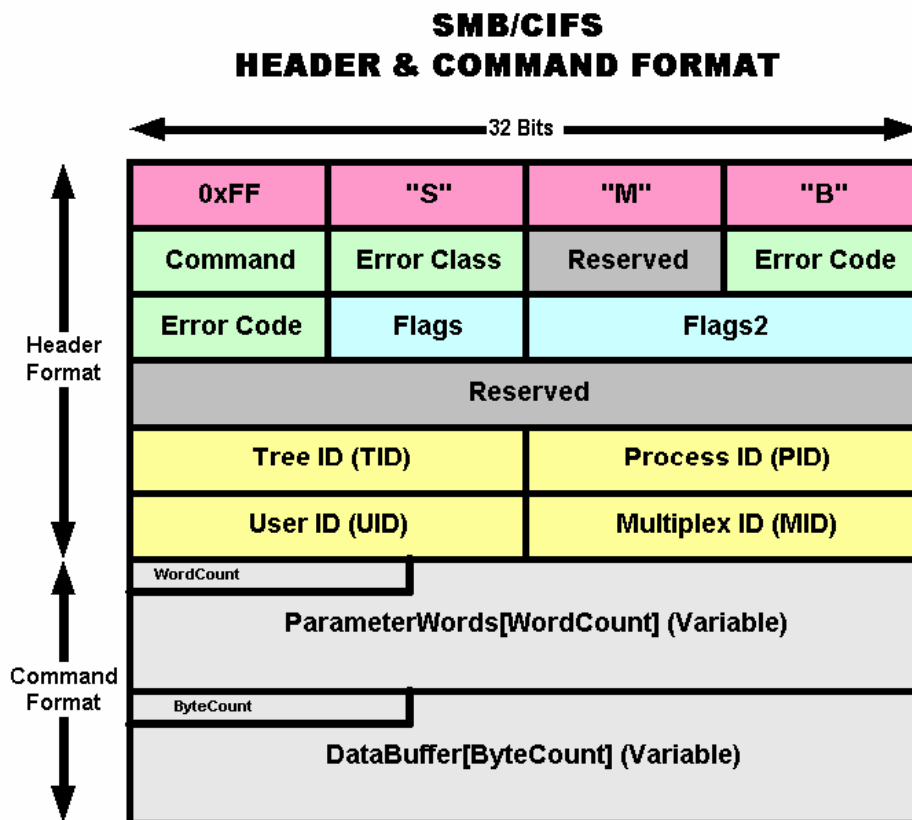 SMB/CIFS
HEADER & COMMAND FORMAT
32 Bits
0xFF "S" "M" "B"
Command Error Class Reserved Error Code
Error Code Flags Flags2
Header
Format
Reserved
Tree ID (TID) Process ID (PID)
User ID (UID) Multiplex ID (MID)
WordCount
ParameterWords[WordCount] (Variable)
Command
Format
ByteCount
DataBuffer[ByteCount] (Variable)